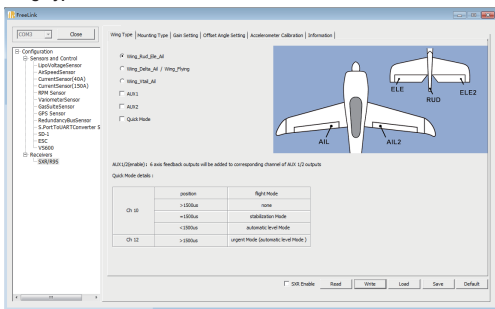 FreeLink
COM3
Close
Configuration
Sensors and Control
LipoVoltageSensor
AirSpeedSensor
CurrentSensor(40A)
CurrentSensor(150A)
RPM Sensor
VariometerSensor
GasSuiteSensor
GPS Sensor
RedundancyBusSensor
S.PortToUARTConverter S
SD-1
ESC
VS600
Receivers
SXR/R9S
Wing Type | Mounting Type | Gain Setting | Offset Angle Setting | Accelerometer Calibration | Information
Wing_Rud_Ele_Ail
Wing_Delta_Ail / Wing_Flying
Wing_Vtail_Ail
AUX1
AUX2
Quick Mode
ELE
RUD
ELE2
AIL
AIL2
AUX1/2(enable): 6 axis feedback outputs will be added to corresponding channel of AUX 1/2 outputs
Quick Mode details :
position flight Mode
Ch 10
>1500us none
=1500us stabilization Mode
<1500us automatic level Mode
Ch 12 >1500us urgent Mode (automatic level Mode )
SXR Enable
Read
Write
Load
Save
Default